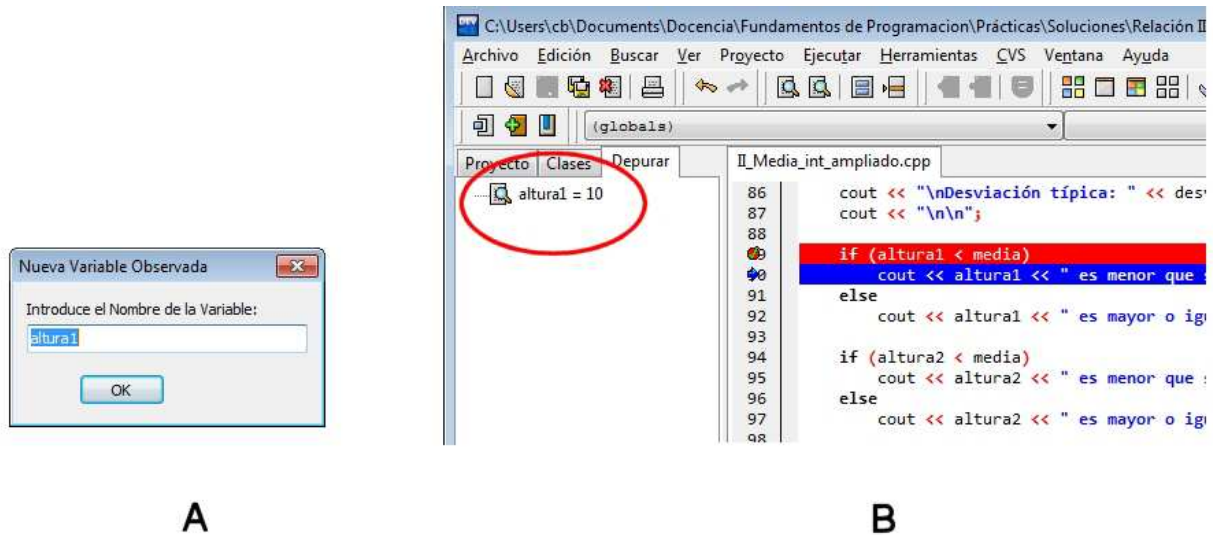 C:\Users\cb\Documents\Docencia\Fundamentos de Programacion\Prácticas\Soluciones\Relación II
Archivo Edición Buscar Ver Proyecto Ejecutar Herramientas CVS Ventana Ayuda
(globals)
Proyecto Clases Depurar
II_Media_int_ampliado.cpp
altura1 = 10
86 cout << "\nDesviación típica: " << des
87 cout << "\n\n";
88
if (altura1 < media)
cout << altura1 << " es menor que
91 else
92 cout << altura1 << " es mayor o
93
94 if (altura2 < media)
95 cout << altura2 << " es menor que
96 else
97 cout << altura2 << " es mayor o
98
Nueva Variable Observada
Introduce el Nombre de la Variable:
altura1
OK
A
B